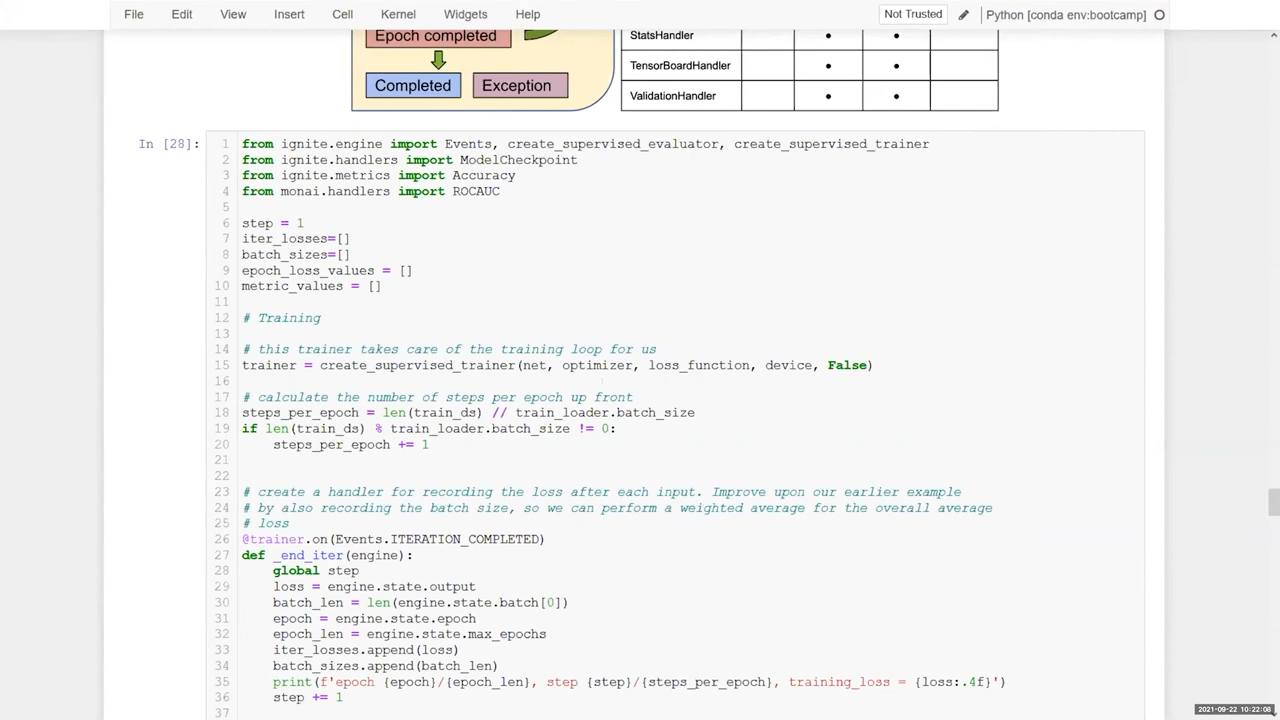 File Edit View Insert Cell Kernel Widgets Help Not Trusted Python [conda env:bootcamp]
Epoch completed
Completed Exception
StatsHandler • •
TensorBoardHandler • •
ValidationHandler • •
In [28]:
1 from ignite.engine import Events, create_supervised_evaluator, create_supervised_trainer
2 from ignite.handlers import ModelCheckpoint
3 from ignite.metrics import Accuracy
4 from monai.handlers import ROCAUC
5
6 step = 1
7 iter_losses=[]
8 batch_sizes=[]
9 epoch_loss_values = []
10 metric_values = []
11
12 # Training
13
14 # this trainer takes care of the training loop for us
15 trainer = create_supervised_trainer(net, optimizer, loss_function, device, False)
16
17 # calculate the number of steps per epoch up front
18 steps_per_epoch = len(train_ds) // train_loader.batch_size
19 if len(train_ds) % train_loader.batch_size != 0:
20     steps_per_epoch += 1
21
22
23 # create a handler for recording the loss after each input. Improve upon our earlier example
24 # by also recording the batch size, so we can perform a weighted average for the overall average
25 # loss
26 @trainer.on(Events.ITERATION_COMPLETED)
27 def _end_iter(engine):
28     global step
29     loss = engine.state.output
30     batch_len = len(engine.state.batch[0])
31     epoch = engine.state.epoch
32     epoch_len = engine.state.max_epochs
33     iter_losses.append(loss)
34     batch_sizes.append(batch_len)
35     print(f'epoch {epoch}/{epoch_len}, step {step}/{steps_per_epoch}, training_loss = {loss:.4f}')
36     step += 1
37
2021-09-22 10:22:08